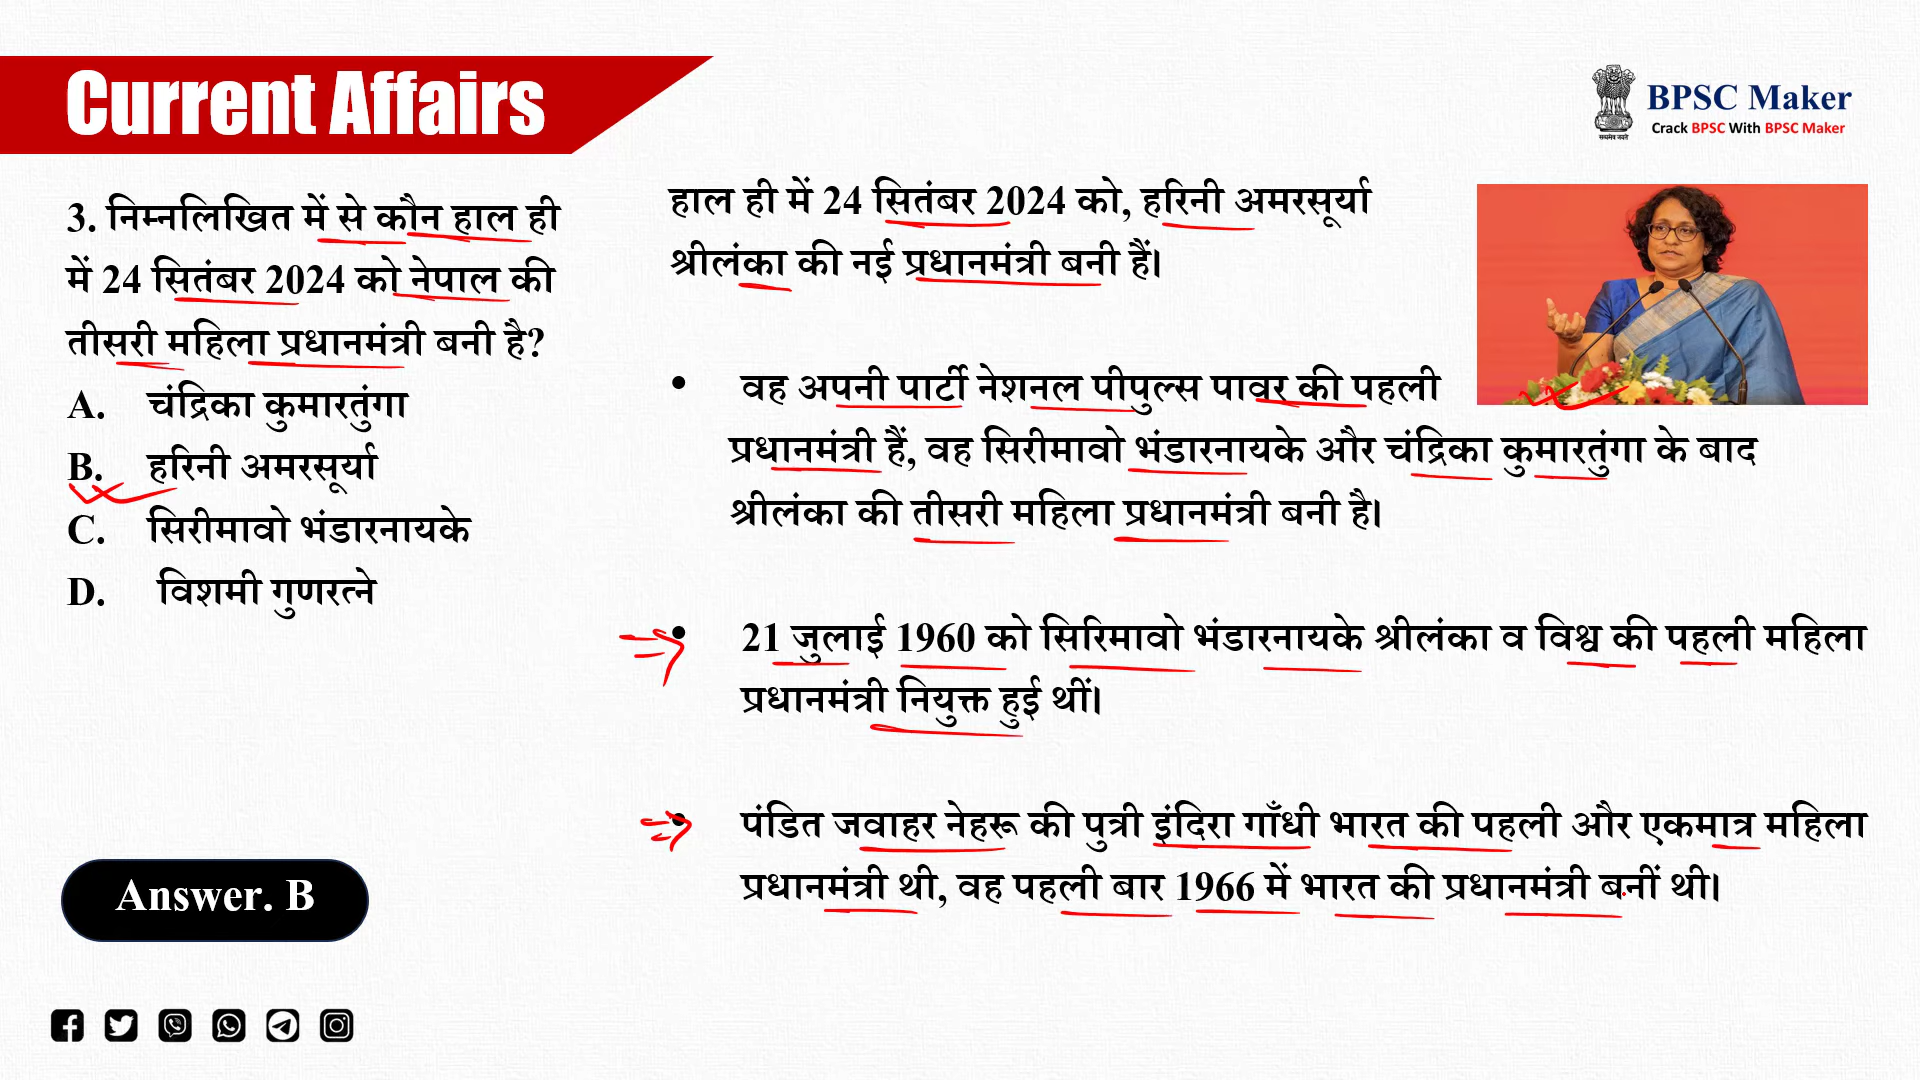 Current Affairs
BPSC Maker
Crack BPSC With BPSC Maker
सत्यमेव जयते
3. निम्नलिखित में से कौन हाल ही
में 24 सितंबर 2024 को नेपाल की
तीसरी महिला प्रधानमंत्री बनी है?
A. चंद्रिका कुमारतुंगा
B. हरिनी अमरसूर्या
C. सिरीमावो भंडारनायके
D. विशमी गुणरत्ने
Answer. B
हाल ही में 24 सितंबर 2024 को, हरिनी अमरसूर्या
श्रीलंका की नई प्रधानमंत्री बनी हैं।
• वह अपनी पार्टी नेशनल पीपुल्स पावर की पहली
प्रधानमंत्री हैं, वह सिरीमावो भंडारनायके और चंद्रिका कुमारतुंगा के बाद
श्रीलंका की तीसरी महिला प्रधानमंत्री बनी है।
• 21 जुलाई 1960 को सिरिमावो भंडारनायके श्रीलंका व विश्व की पहली महिला
प्रधानमंत्री नियुक्त हुई थीं।
• पंडित जवाहर नेहरू की पुत्री इंदिरा गाँधी भारत की पहली और एकमात्र महिला
प्रधानमंत्री थी, वह पहली बार 1966 में भारत की प्रधानमंत्री बनीं थी।